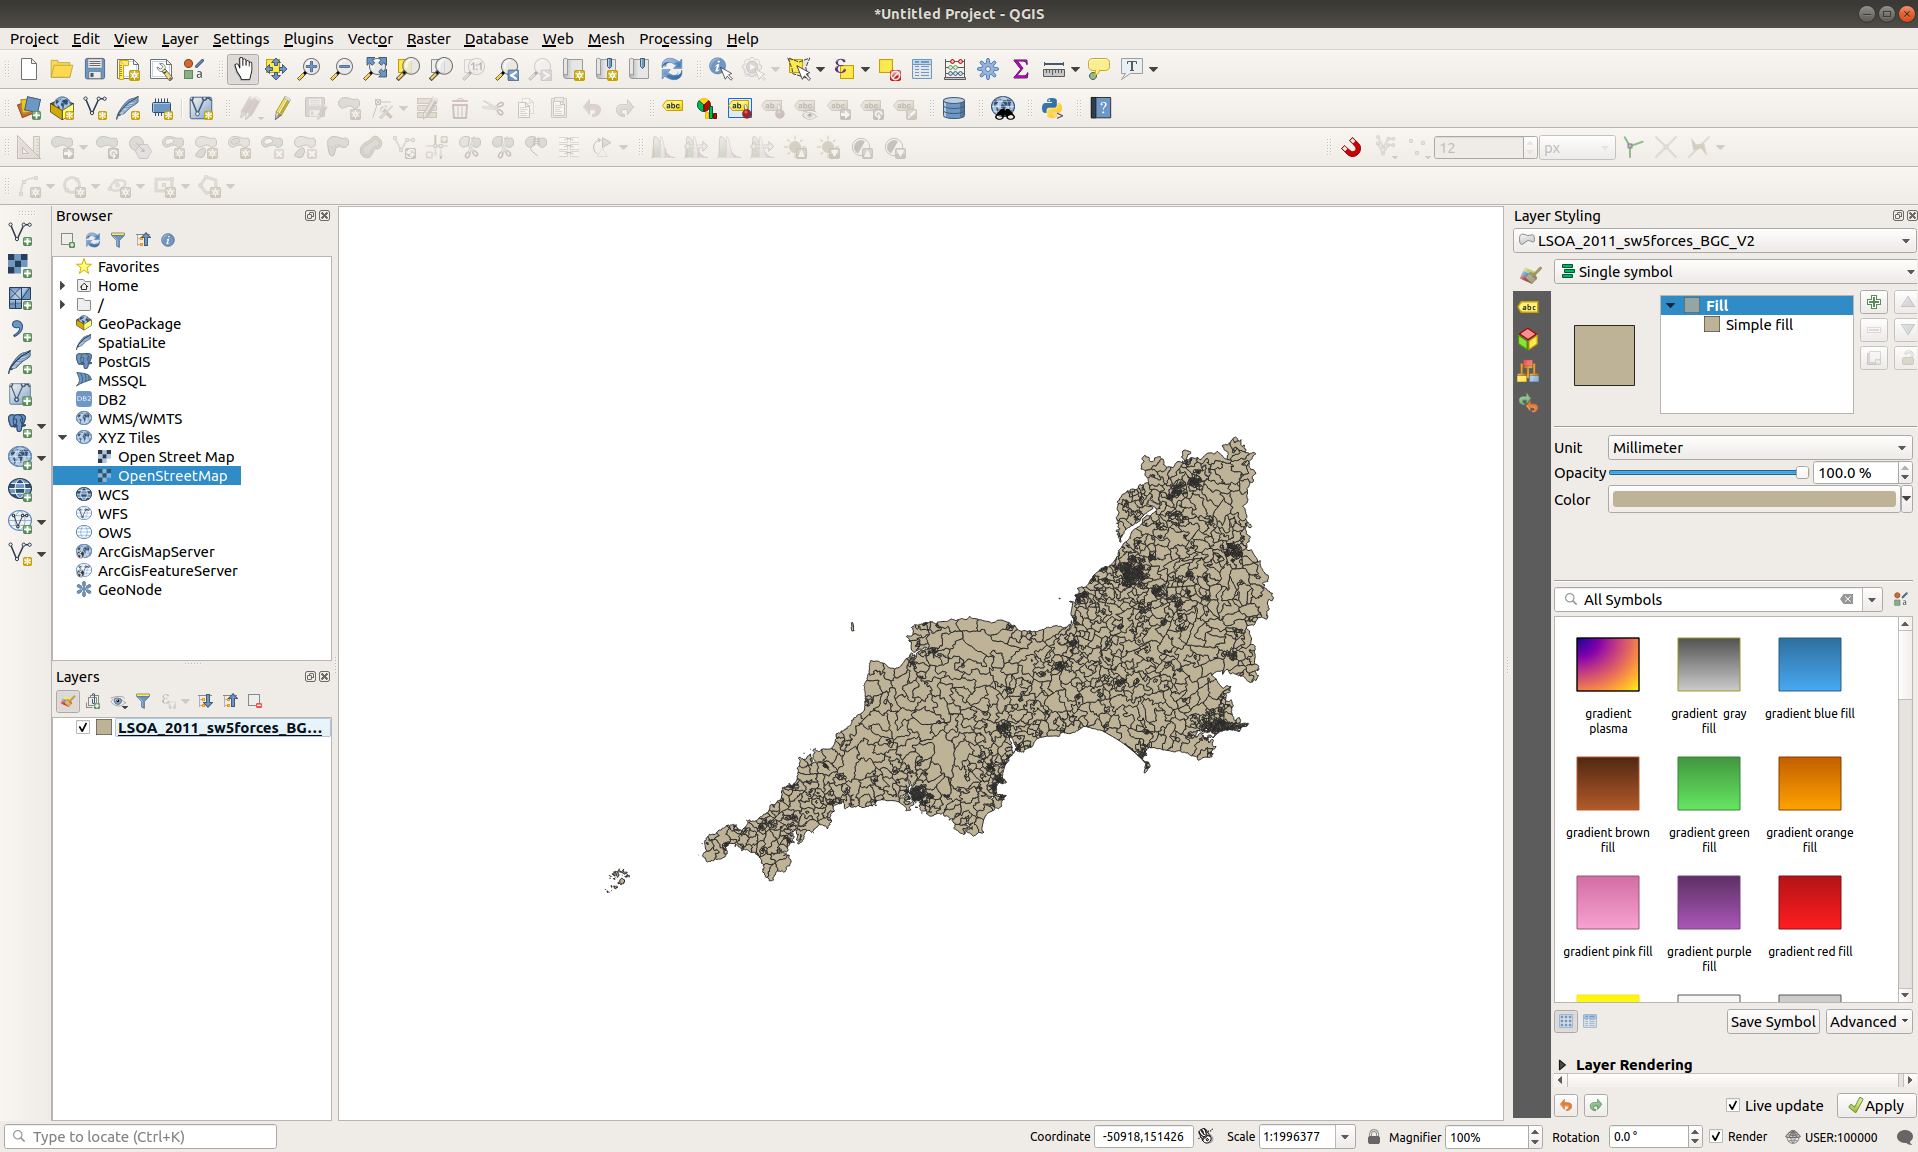 *Untitled Project - QGIS
Project Edit View Layer Settings Plugins Vector Raster Database Web Mesh Processing Help
12 px
Browser
Favorites
Home
/
GeoPackage
SpatiaLite
PostGIS
MSSQL
DB2
WMS/WMTS
XYZ Tiles
Open Street Map
OpenStreetMap
WCS
WFS
OWS
ArcGisMapServer
ArcGisFeatureServer
GeoNode
Layers
LSOA_2011_sw5forces_BG...
Layer Styling
LSOA_2011_sw5forces_BGC_V2
Single symbol
Fill
Simple fill
Unit Millimeter
Opacity 100.0 %
Color
All Symbols
gradient plasma
gradient gray fill
gradient blue fill
gradient brown fill
gradient green fill
gradient orange fill
gradient pink fill
gradient purple fill
gradient red fill
Save Symbol Advanced
Layer Rendering
Live update Apply
Type to locate (Ctrl+K) Coordinate -50918,151426 Scale 1:1996377 Magnifier 100% Rotation 0.0 ° Render USER:100000